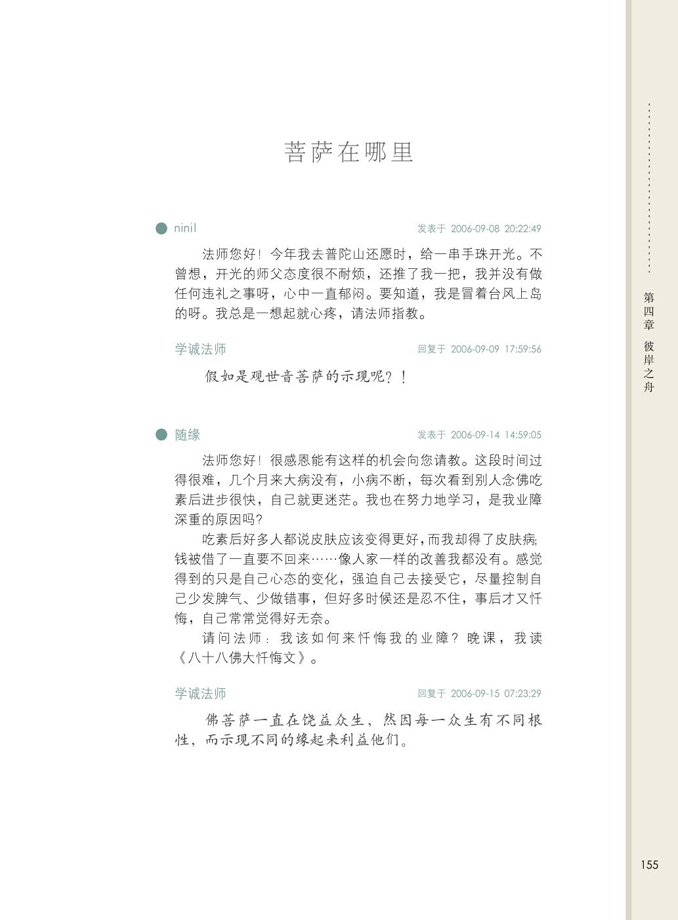 菩萨在哪里
ninil 发表于 2006-09-08 20:22:49
法师您好！今年我去普陀山还愿时，给一串手珠开光。不
曾想，开光的师父态度很不耐烦，还推了我一把，我并没有做
任何违礼之事呀，心中一直郁闷。要知道，我是冒着台风上岛
的呀。我总是一想起就心疼，请法师指教。
学诚法师 回复于 2006-09-09 17:59:56
假如是观世音菩萨的示现呢？！
随缘 发表于 2006-09-14 14:59:05
法师您好！很感恩能有这样的机会向您请教。这段时间过
得很难，几个月来大病没有，小病不断，每次看到别人念佛吃
素后进步很快，自己就更迷茫。我也在努力地学习，是我业障
深重的原因吗？
吃素后好多人都说皮肤应该变得更好，而我却得了皮肤病；
钱被借了一直要不回来……像人家一样的改善我都没有。感觉
得到的只是自己心态的变化，强迫自己去接受它，尽量控制自
己少发脾气、少做错事，但好多时候还是忍不住，事后才又忏
悔，自己常常觉得好无奈。
请问法师：我该如何来忏悔我的业障？晚课，我读
《八十八佛大忏悔文》。
学诚法师 回复于 2006-09-15 07:23:29
佛菩萨一直在饶益众生，然因每一众生有不同根
性，而示现不同的缘起来利益他们。
第四章 彼岸之舟
155